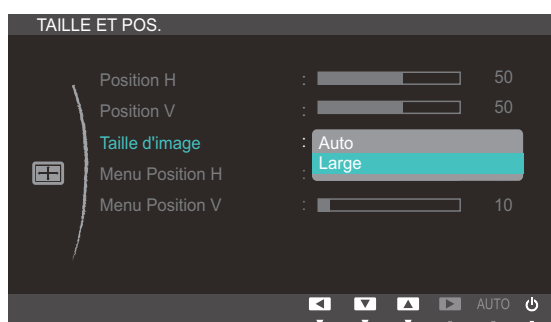 TAILLE ET POS.
Position H : 50
Position V : 50
Taille d'image : Auto
Large
Menu Position H :
Menu Position V : 10
AUTO